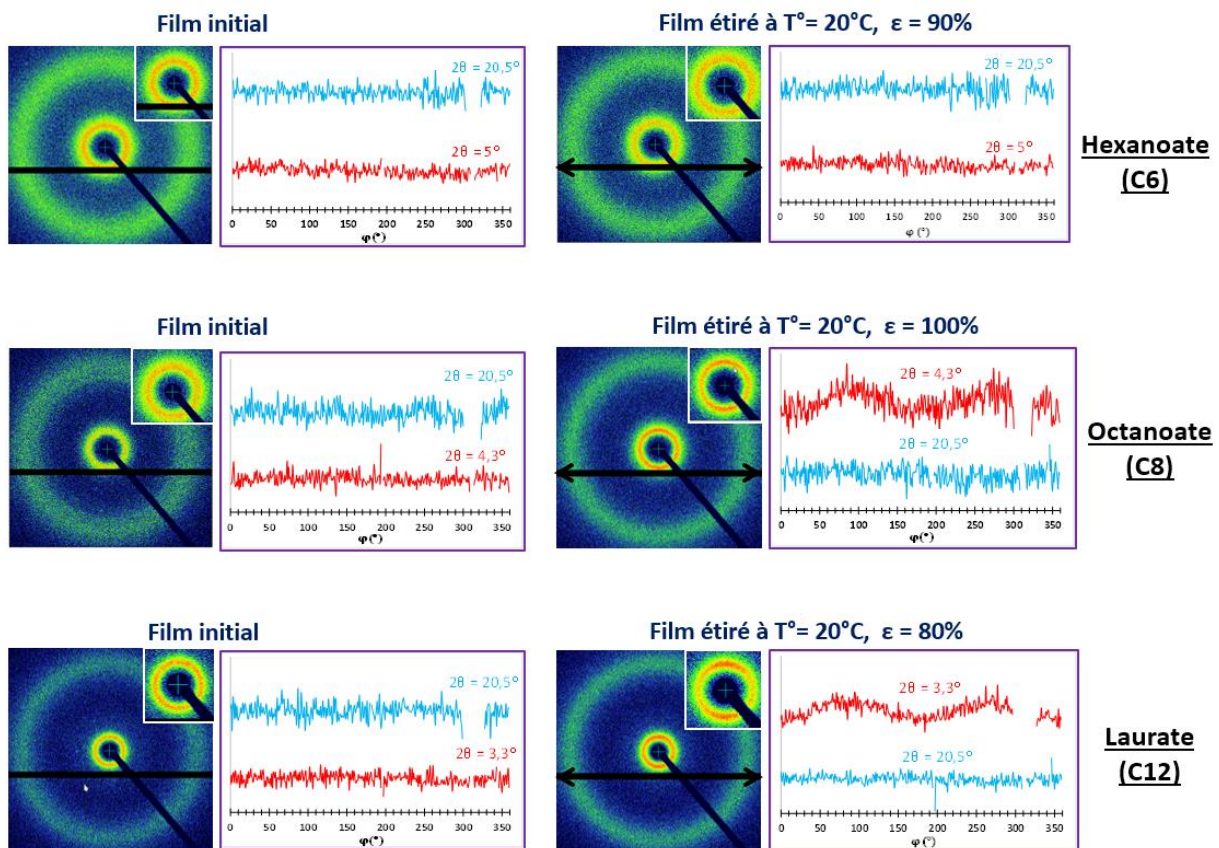 Film initial
Film étiré à T°= 20°C, ε = 90%
2θ = 20,5°
2θ = 5°
0 50 100 150 200 250 300 350
φ(°)
2θ = 20,5°
2θ = 5°
0 50 100 150 200 250 300 350
φ (°)
Hexanoate
(C6)
Film initial
Film étiré à T°= 20°C, ε = 100%
2θ = 20,5°
2θ = 4,3°
0 50 100 150 200 250 300 350
φ(°)
2θ = 4,3°
2θ = 20,5°
0 50 100 150 200 250 300 350
φ(°)
Octanoate
(C8)
Film initial
Film étiré à T°= 20°C, ε = 80%
2θ = 20,5°
2θ = 3,3°
0 50 100 150 200 250 300 350
φ(°)
2θ = 3,3°
2θ = 20,5°
0 50 100 150 200 250 300 350
φ(°)
Laurate
(C12)